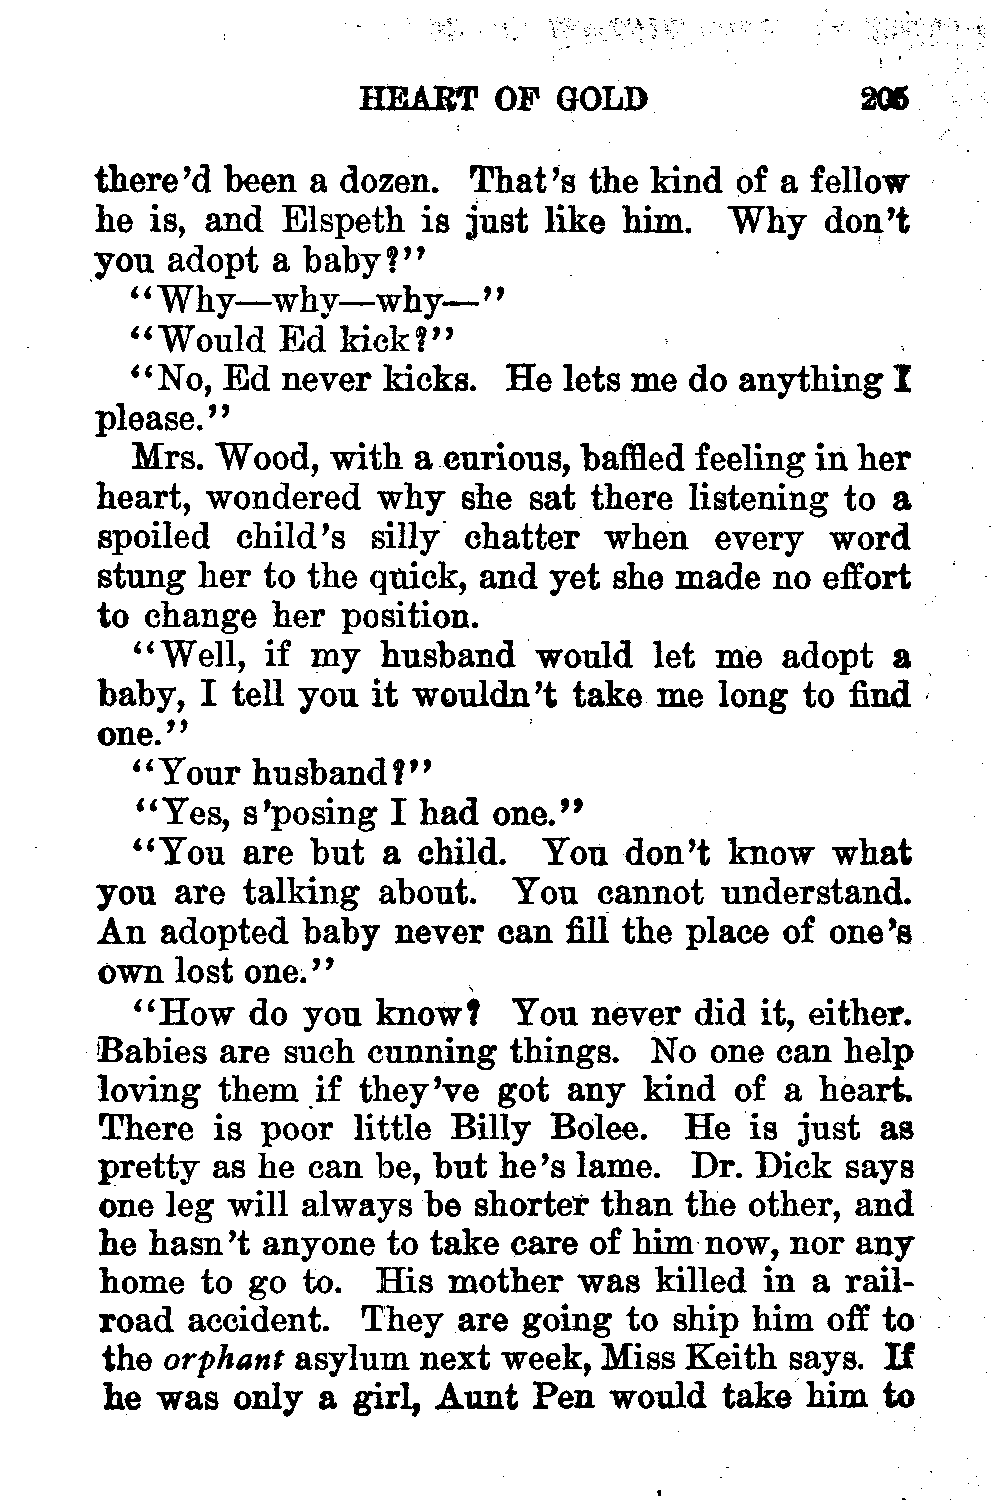 HEART OF GOLD 205
there'd been a dozen. That's the kind of a fellow
he is, and Elspeth is just like him. Why don't
you adopt a baby?"
"Why—why—why—"
"Would Ed kick?"
"No, Ed never kicks. He lets me do anything I
please."
Mrs. Wood, with a curious, baffled feeling in her
heart, wondered why she sat there listening to a
spoiled child's silly chatter when every word
stung her to the quick, and yet she made no effort
to change her position.
"Well, if my husband would let me adopt a
baby, I tell you it wouldn't take me long to find
one."
"Your husband?"
"Yes, s'posing I had one."
"You are but a child. You don't know what
you are talking about. You cannot understand.
An adopted baby never can fill the place of one's
own lost one."
"How do you know? You never did it, either.
Babies are such cunning things. No one can help
loving them if they've got any kind of a heart.
There is poor little Billy Bolee. He is just as
pretty as he can be, but he's lame. Dr. Dick says
one leg will always be shorter than the other, and
he hasn't anyone to take care of him now, nor any
home to go to. His mother was killed in a rail-
road accident. They are going to ship him off to
the orphant asylum next week, Miss Keith says. If
he was only a girl, Aunt Pen would take him to